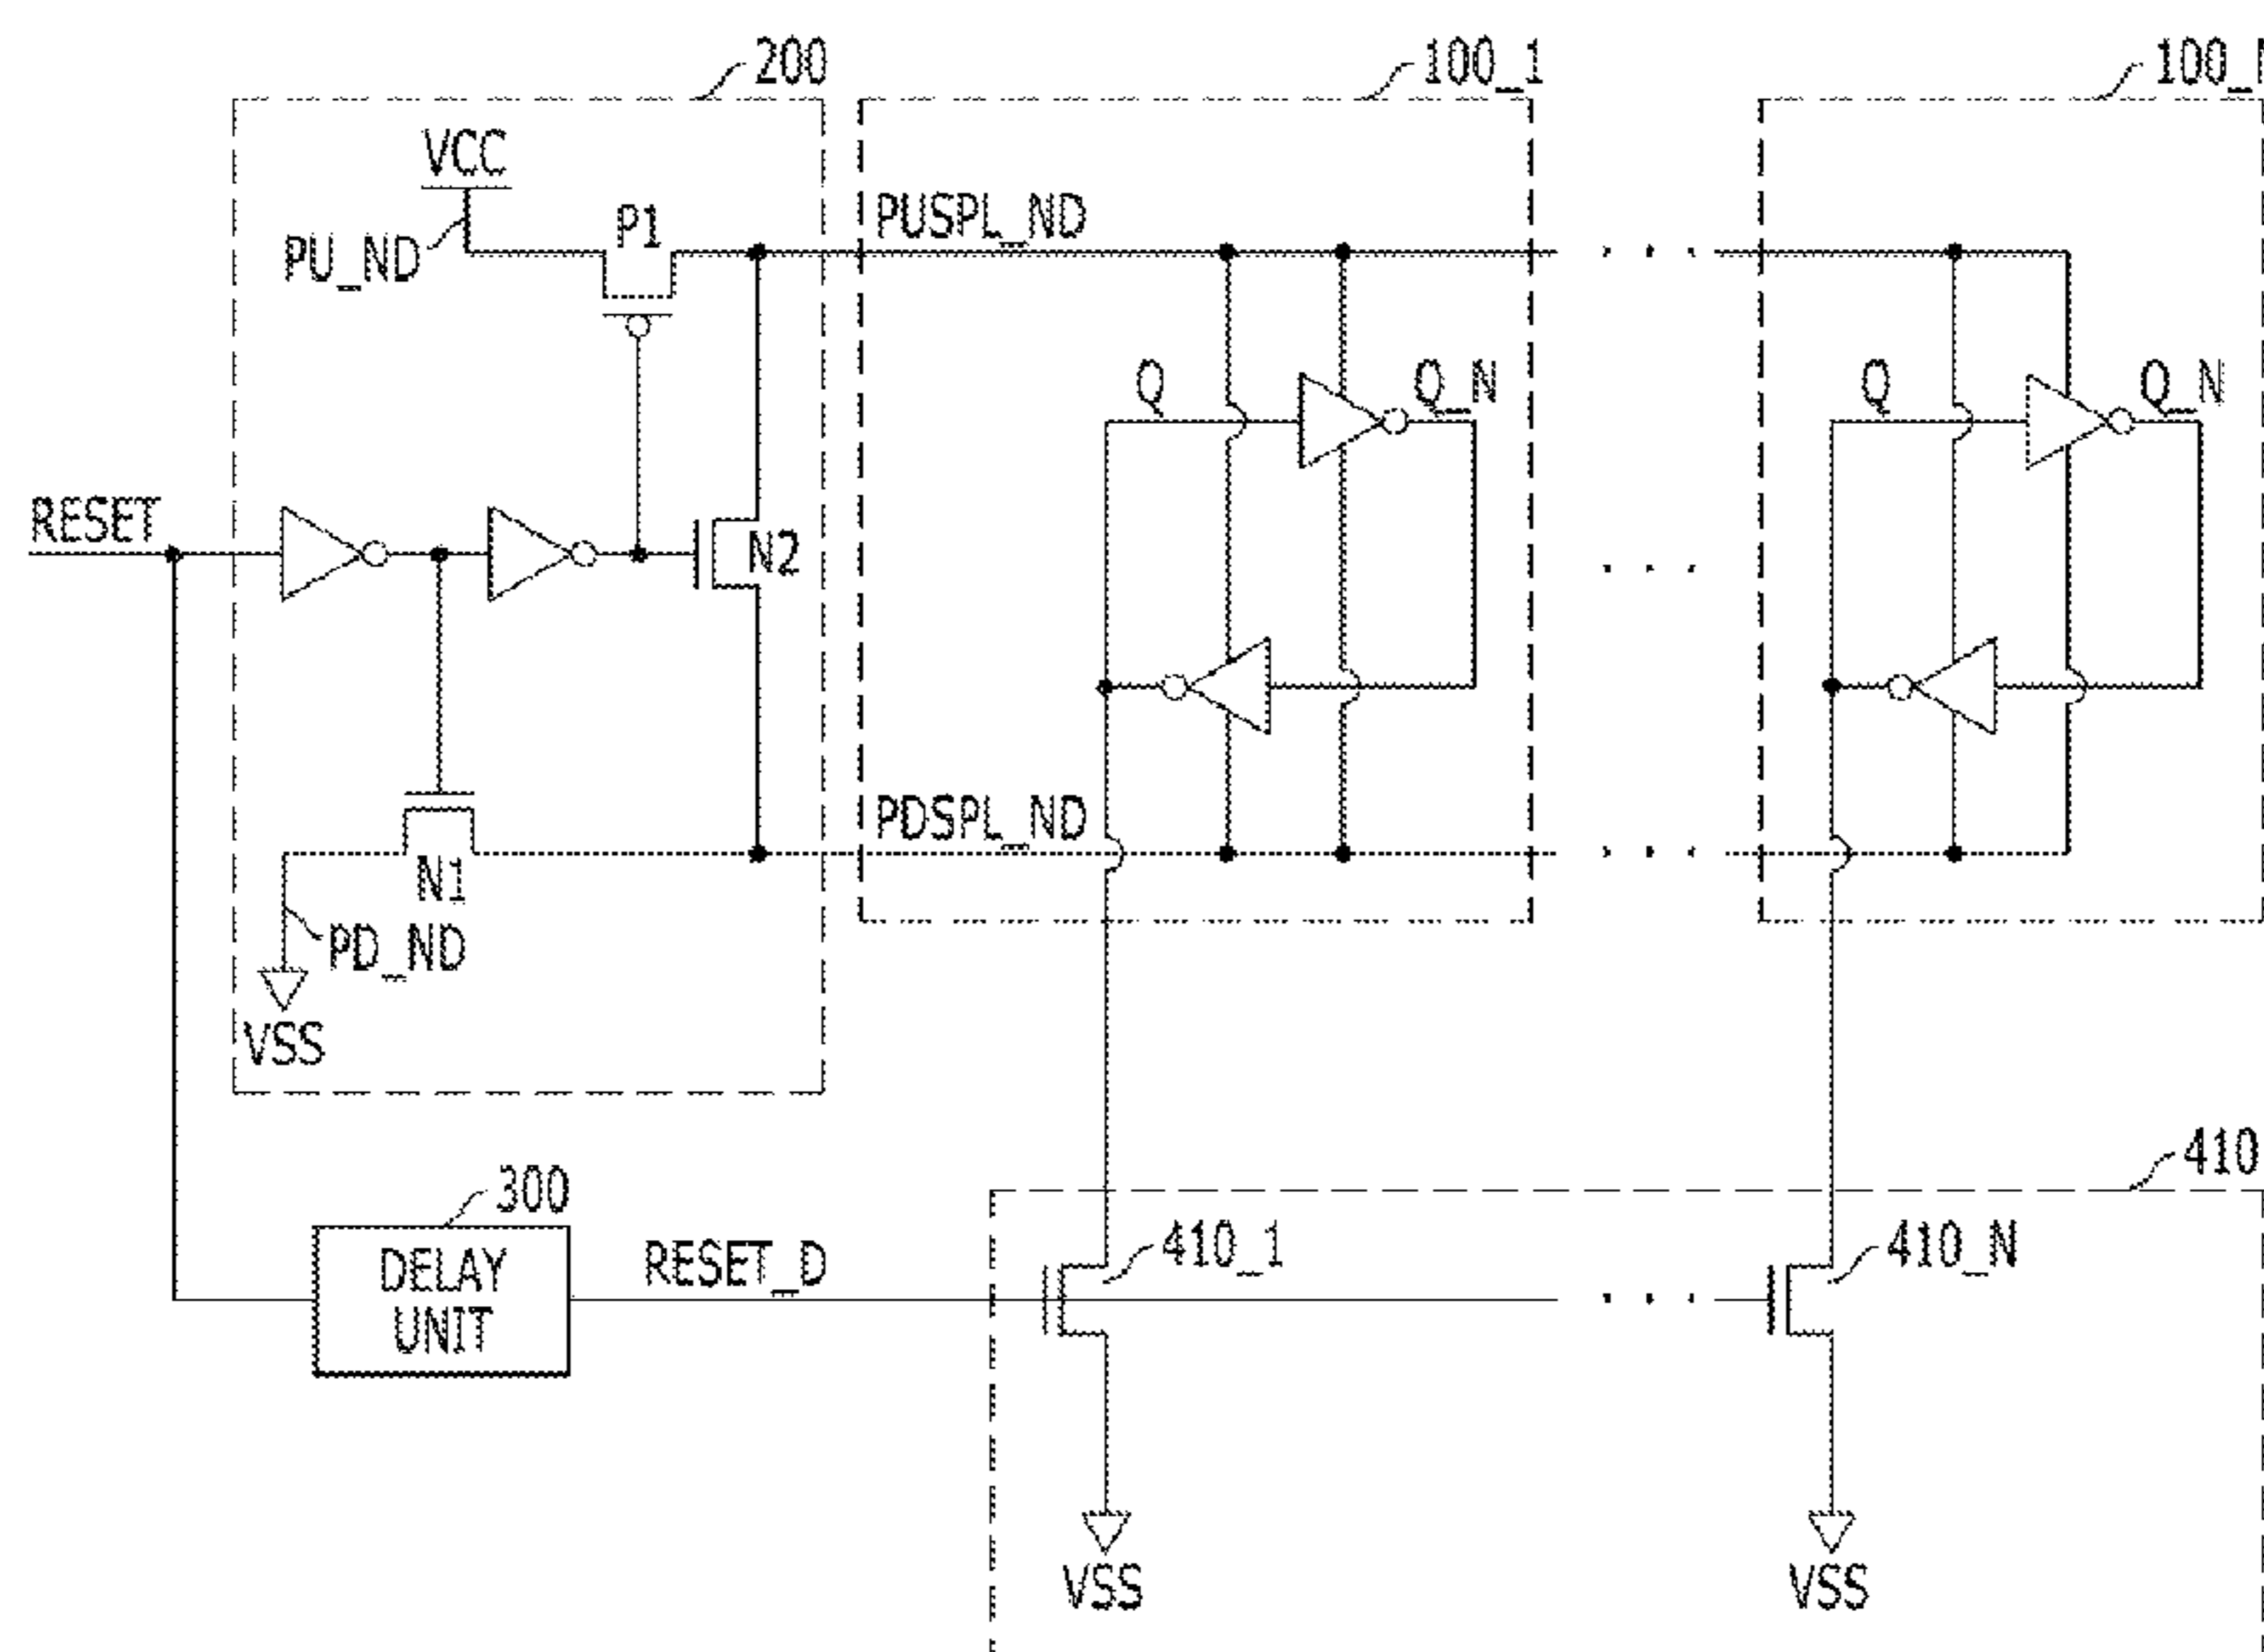 200
100_1
VCC
PUSPL_ND
P1
PU_ND
Q
Q_N
Q
Q_N
RESET
N2
PDSPL_ND
N1
PD_ND
VSS
410
300
DELAY
UNIT
RESET_D
410_1
410_N
VSS
VSS